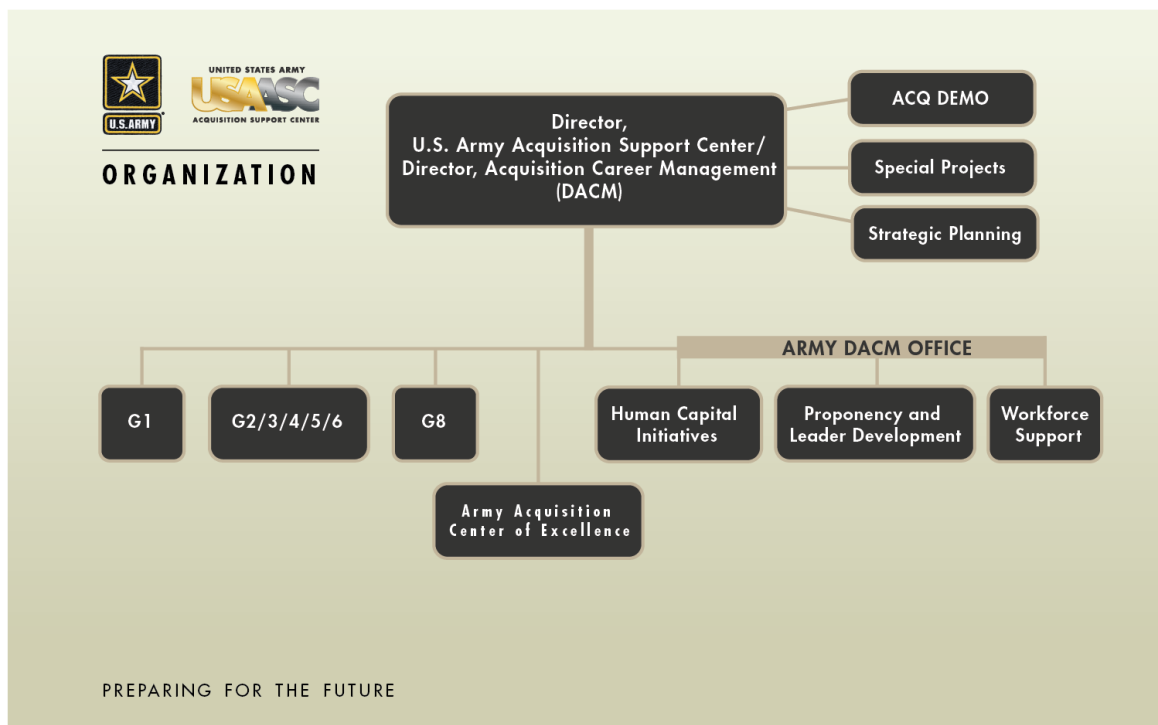 U.S.ARMY
UNITED STATES ARMY
USAASC
ACQUISITION SUPPORT CENTER
ORGANIZATION
Director,
U.S. Army Acquisition Support Center/
Director, Acquisition Career Management
(DACM)
ACQ DEMO
Special Projects
Strategic Planning
ARMY DACM OFFICE
G1
G2/3/4/5/6
G8
Human Capital
Initiatives
Proponency and
Leader Development
Workforce
Support
Army Acquisition
Center of Excellence
PREPARING FOR THE FUTURE